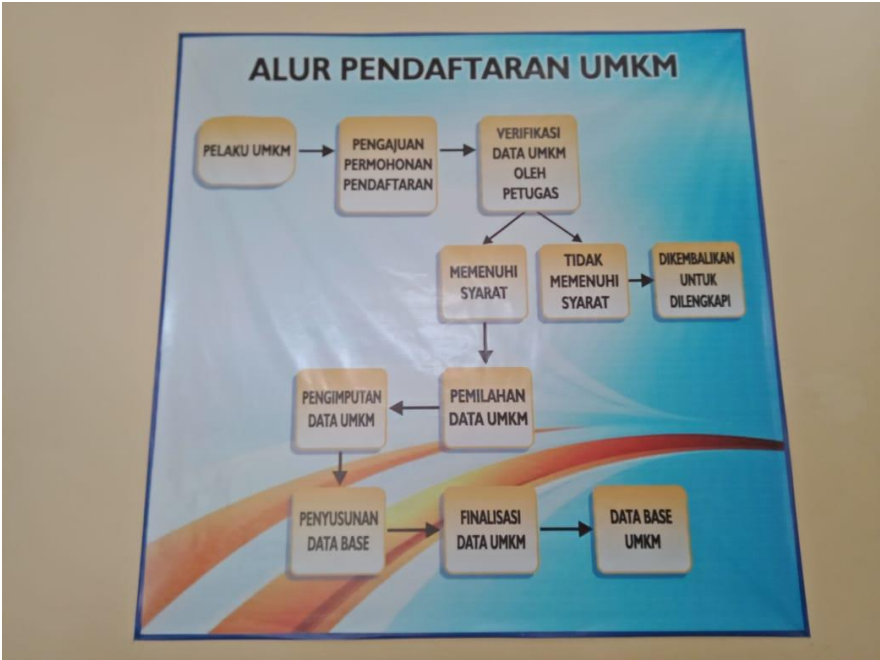 ALUR PENDAFTARAN UMKM
PELAKU UMKM
PENGAJUAN
PERMOHONAN
PENDAFTARAN
VERIFIKASI
DATA UMKM
OLEH
PETUGAS
MEMENUHI
SYARAT
TIDAK
MEMENUHI
SYARAT
DIKEMBALIKAN
UNTUK
DILENGKAPI
PEMILAHAN
DATA UMKM
PENGIMPUTAN
DATA UMKM
PENYUSUNAN
DATA BASE
FINALISASI
DATA UMKM
DATA BASE
UMKM